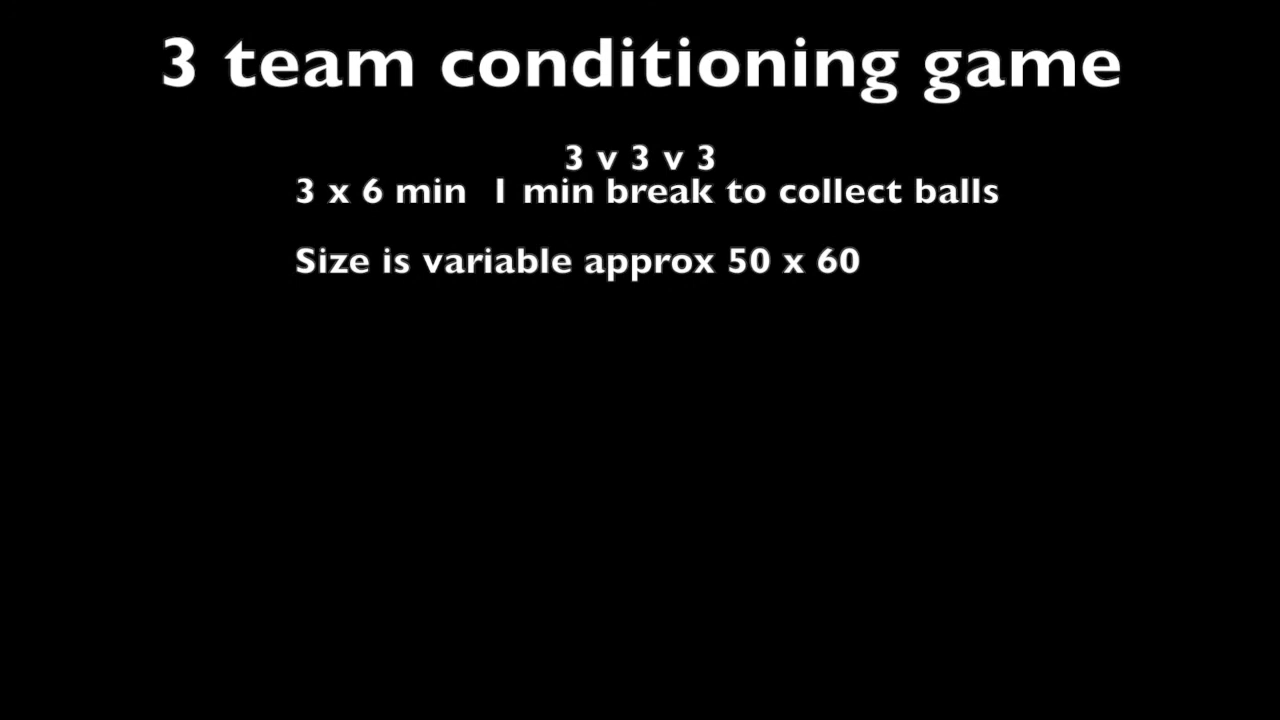 3 team conditioning game
3 v 3 v 3
3 x 6 min 1 min break to collect balls
Size is variable approx 50 x 60